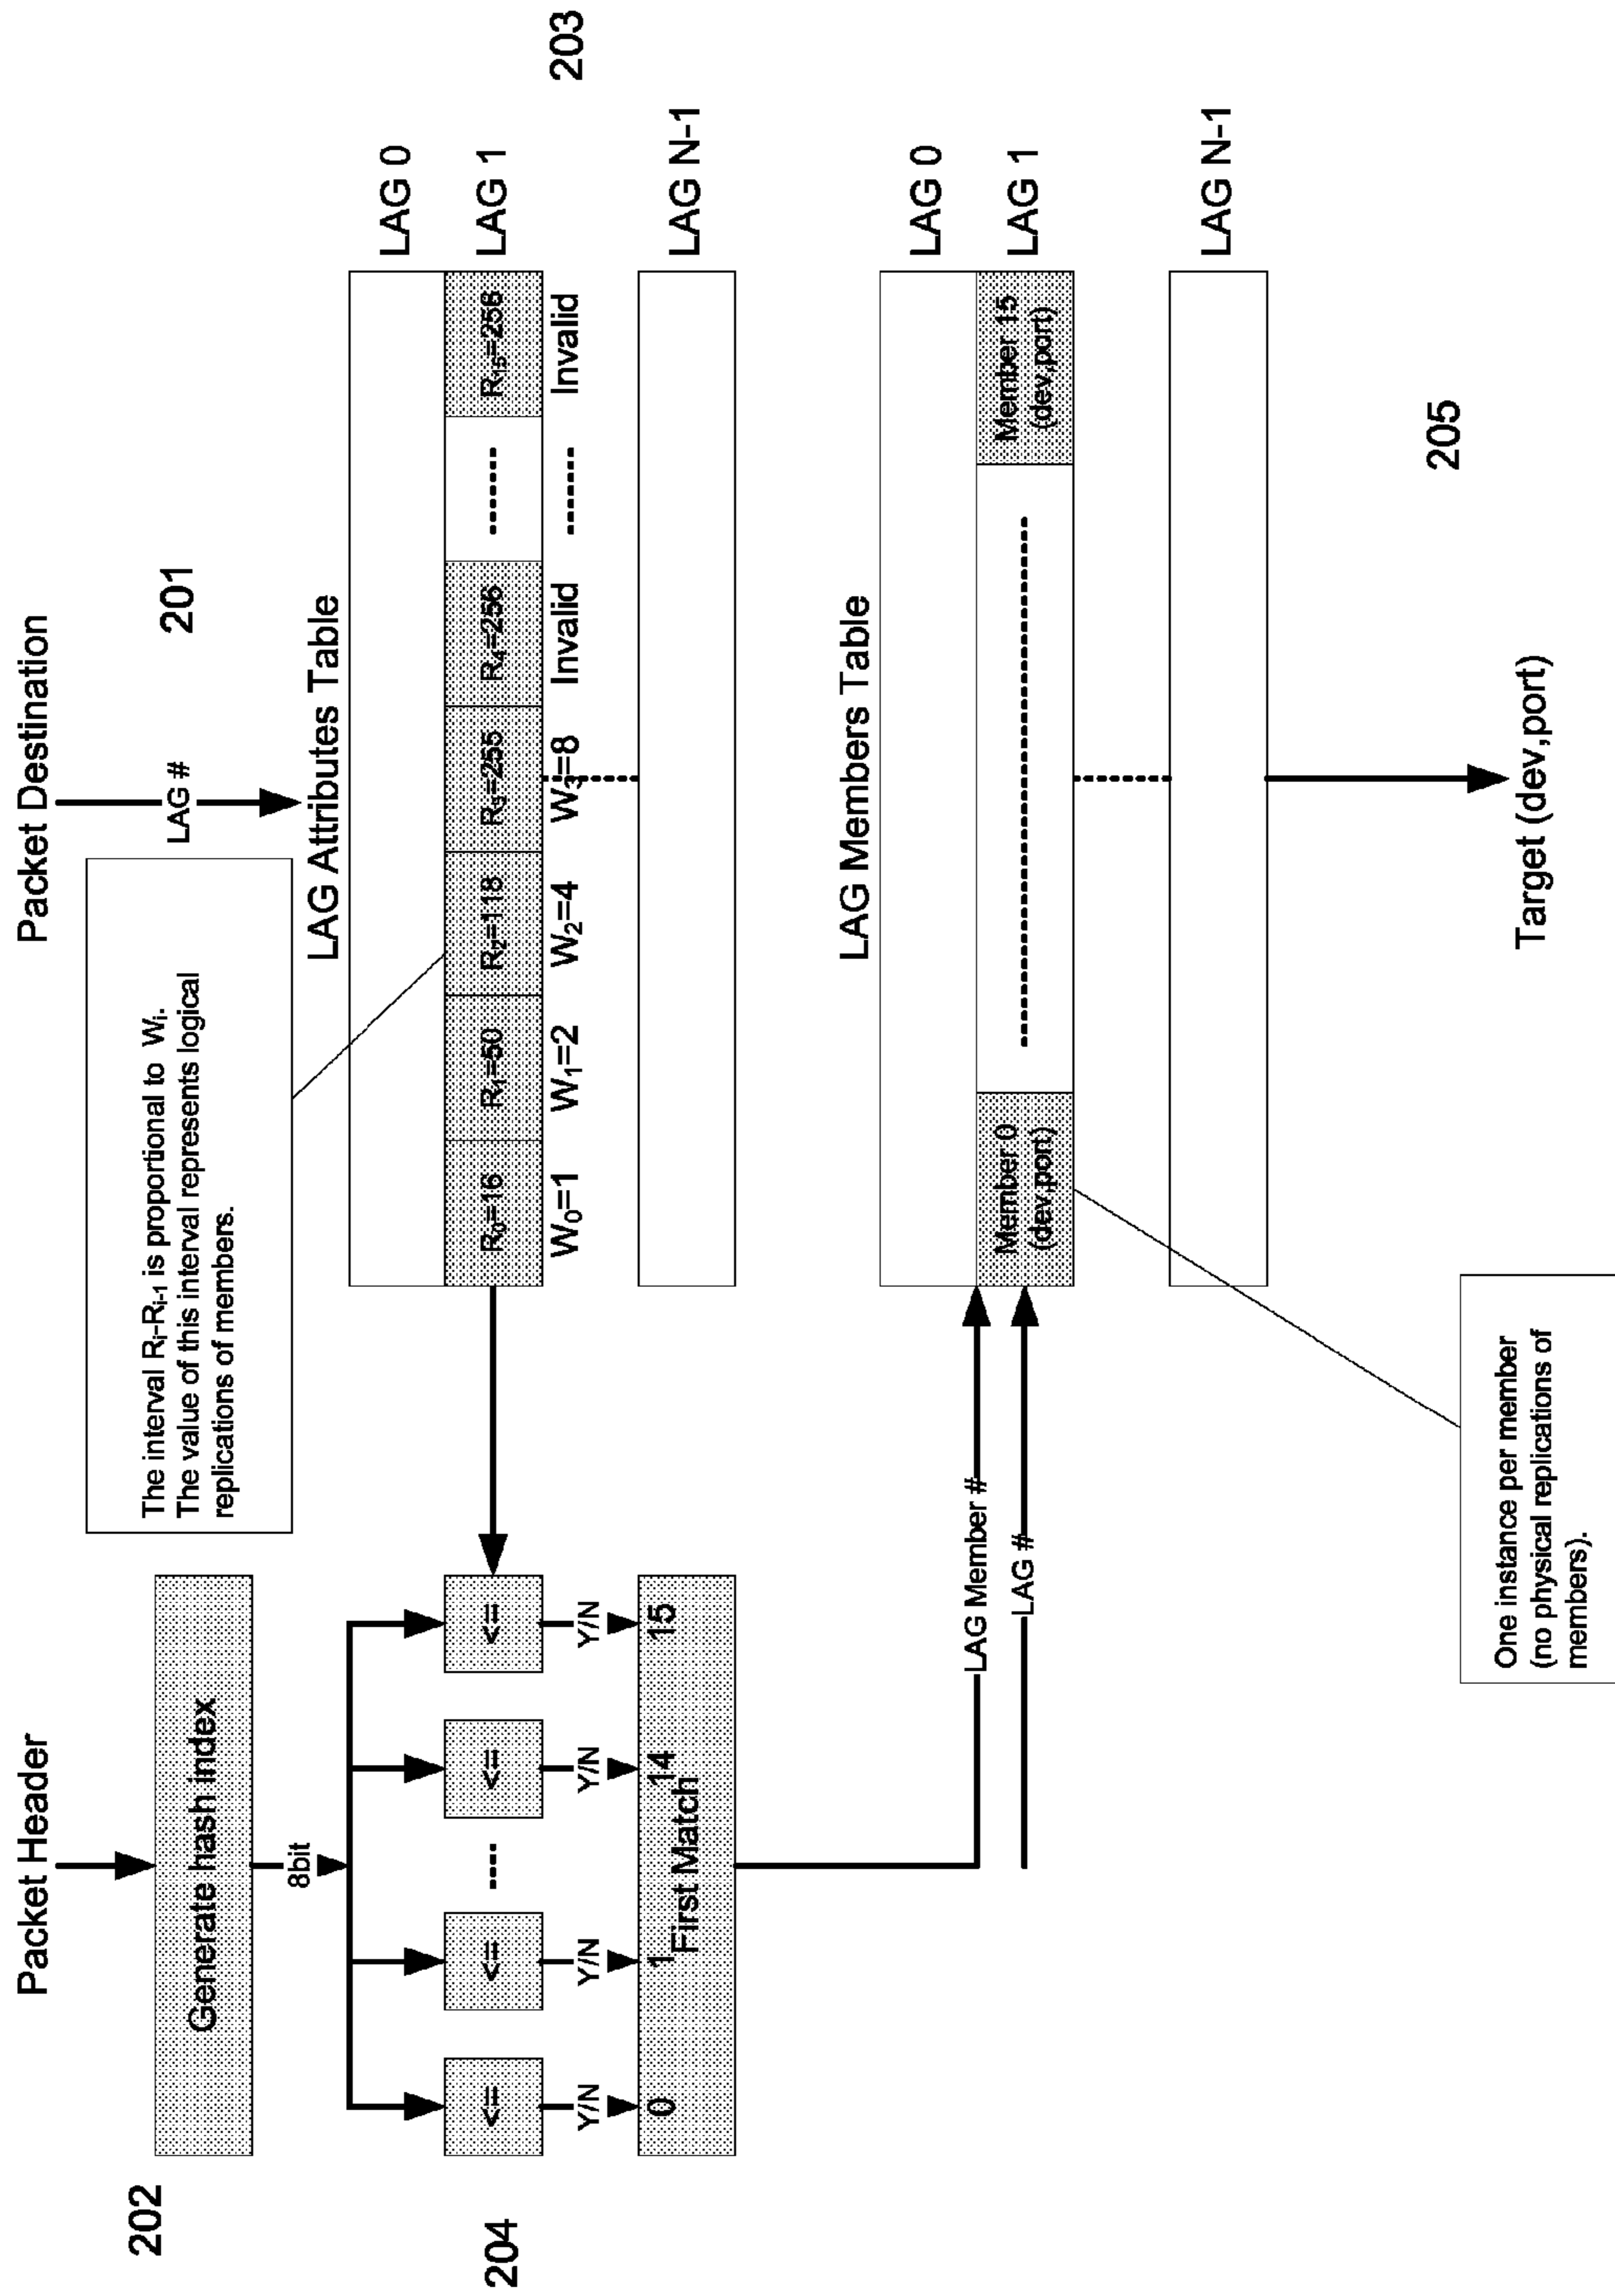 Packet Header
Packet Destination
202
Generate hash index
8bit
LAG #
201
The interval Rᵢ-Rᵢ₋₁ is proportional to Wᵢ.
The value of this interval represents logical
replications of members.
LAG Attributes Table
LAG 0
204
<= <= ---- <= <=
R₀=16 R₁=50 R₂=118 R₃=255 R₄=256 ------- R₁₅=256
LAG 1
W₀=1 W₁=2 W₂=4 W₃=8 Invalid ------ Invalid
203
Y/N Y/N Y/N Y/N
0 1 14 15
First Match
LAG N-1
LAG Members Table
LAG 0
LAG Member #
LAG #
Member 0
(dev,port)
Member 15
(dev,port)
LAG 1
LAG N-1
205
One instance per member
(no physical replications of
members).
Target (dev,port)